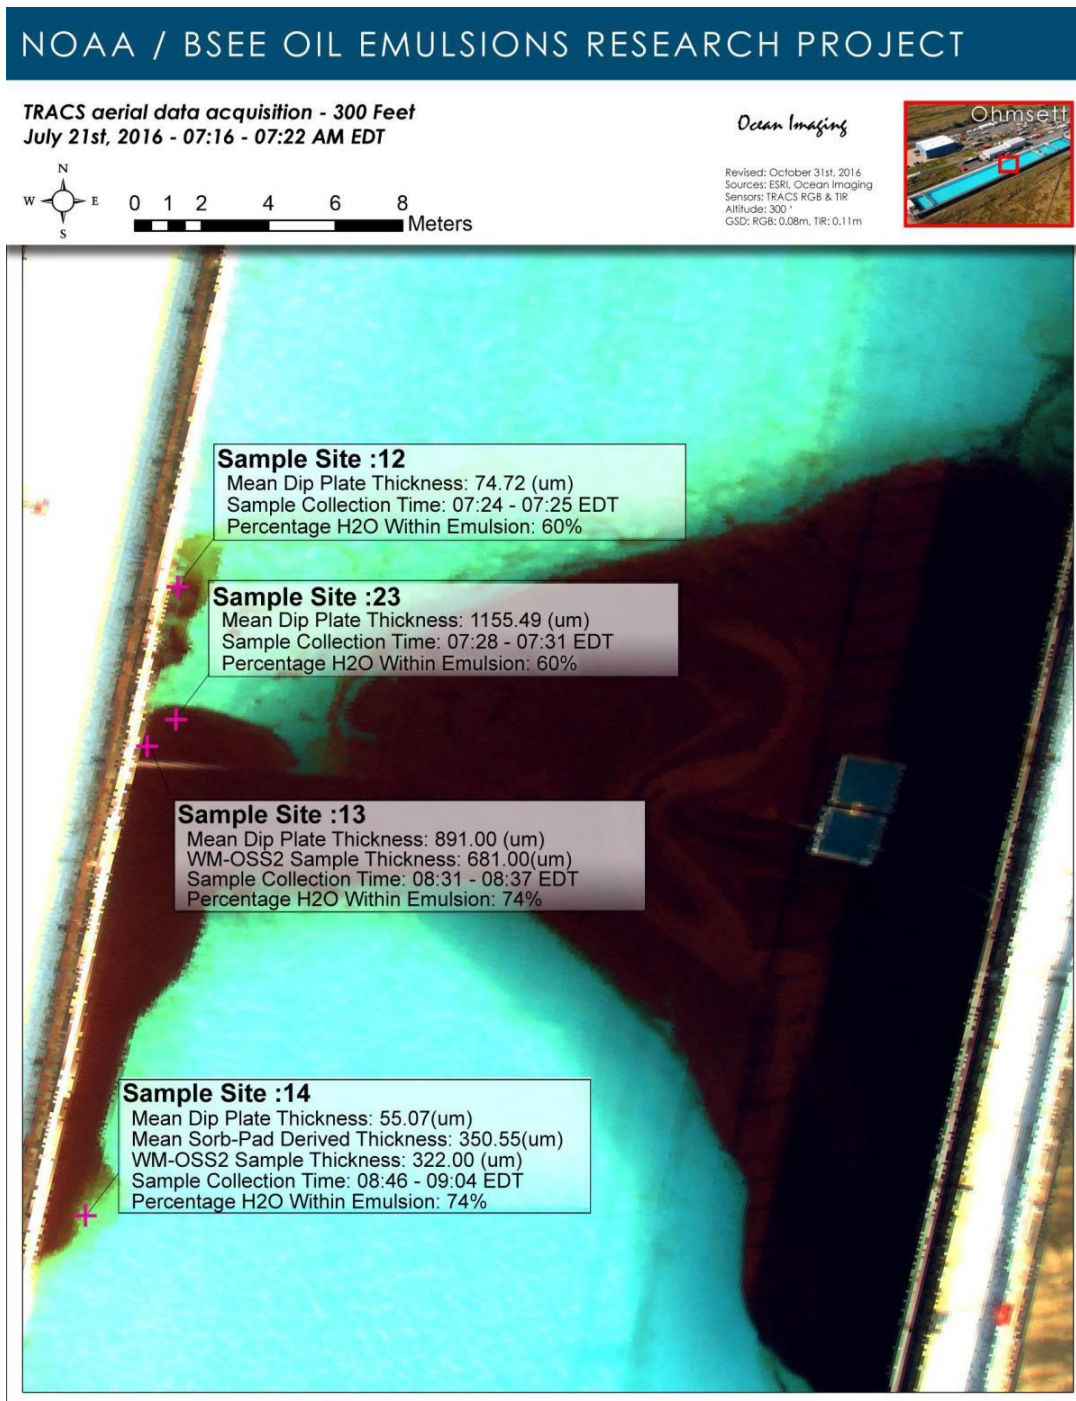 NOAA / BSEE OIL EMULSIONS RESEARCH PROJECT
TRACS aerial data acquisition - 300 Feet
July 21st, 2016 - 07:16 - 07:22 AM EDT
N
W E
S
0 1 2 4 6 8
Meters
Ocean Imaging
Revised: October 31st, 2016
Sources: ESRI, Ocean Imaging
Sensors: TRACS RGB & TIR
Altitude: 300 '
GSD: RGB: 0.08m, TIR: 0.11m
Ohmsett
Sample Site :12
Mean Dip Plate Thickness: 74.72 (um)
Sample Collection Time: 07:24 - 07:25 EDT
Percentage H2O Within Emulsion: 60%
Sample Site :23
Mean Dip Plate Thickness: 1155.49 (um)
Sample Collection Time: 07:28 - 07:31 EDT
Percentage H2O Within Emulsion: 60%
Sample Site :13
Mean Dip Plate Thickness: 891.00 (um)
WM-OSS2 Sample Thickness: 681.00(um)
Sample Collection Time: 08:31 - 08:37 EDT
Percentage H2O Within Emulsion: 74%
Sample Site :14
Mean Dip Plate Thickness: 55.07(um)
Mean Sorb-Pad Derived Thickness: 350.55(um)
WM-OSS2 Sample Thickness: 322.00 (um)
Sample Collection Time: 08:46 - 09:04 EDT
Percentage H2O Within Emulsion: 74%